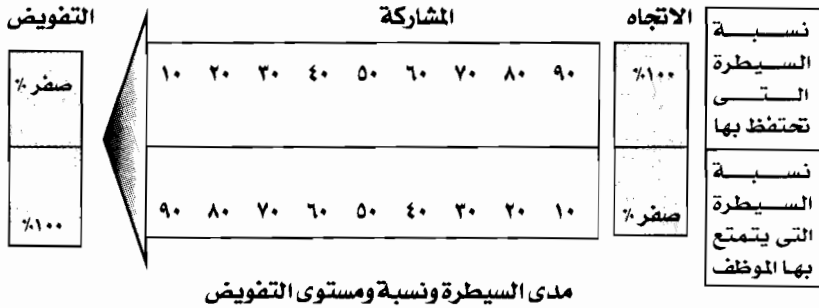 الاتجاه المشاركة التفويض
نسبة السيطرة التى تحتفظ بها
٪١٠٠ ٩٠ ٨٠ ٧٠ ٦٠ ٥٠ ٤٠ ٣٠ ٢٠ ١٠ صفر ٪
نسبة السيطرة التى يتمتع بها الموظف
صفر ٪ ١٠ ٢٠ ٣٠ ٤٠ ٥٠ ٦٠ ٧٠ ٨٠ ٩٠ ٪١٠٠
مدى السيطرة ونسبة ومستوى التفويض